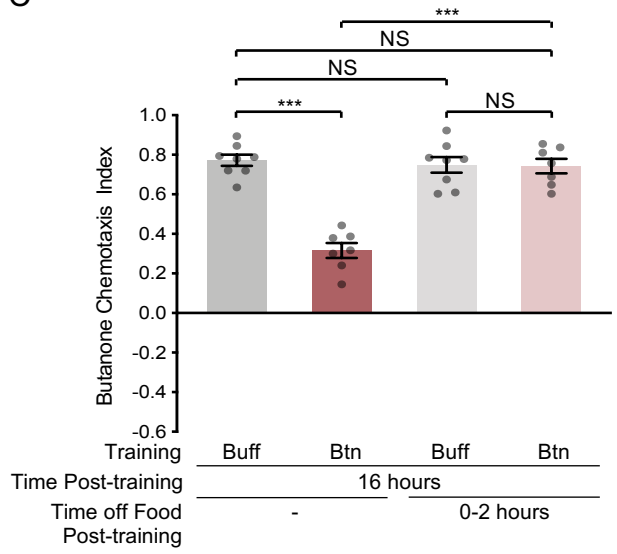 ***
NS
NS
*** NS
1.0
0.8
0.6
0.4
0.2
0.0
-0.2
-0.4
-0.6
Butanone Chemotaxis Index
Training Buff Btn Buff Btn
Time Post-training 16 hours
Time off Food - 0-2 hours
Post-training